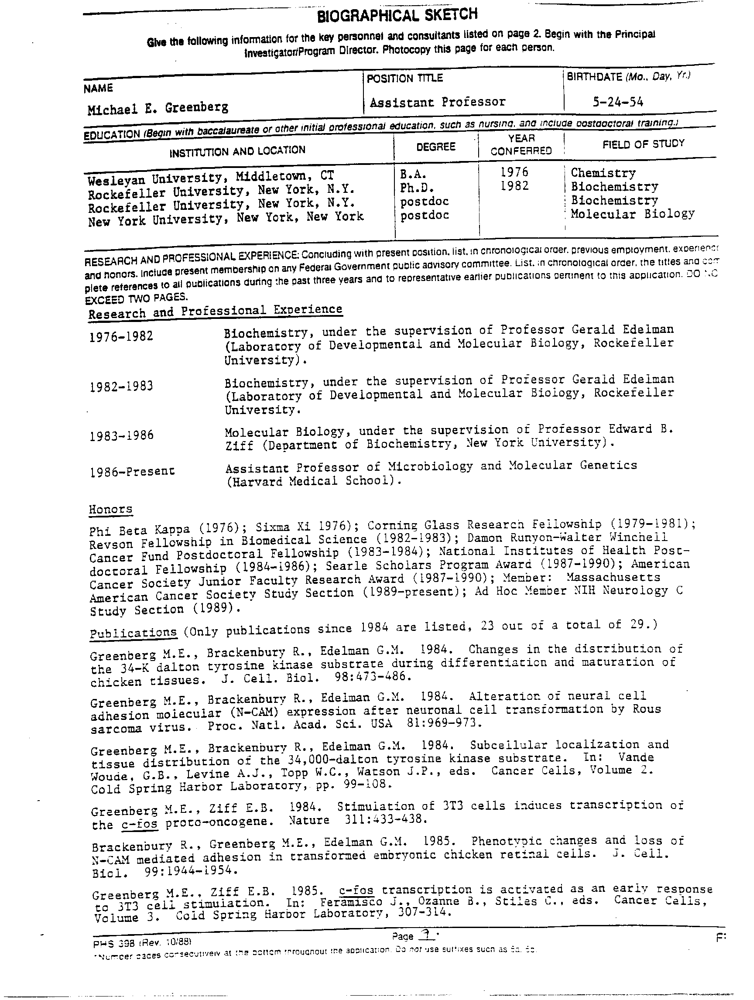 BIOGRAPHICAL SKETCH
Give the following information for the key personnel and consultants listed on page 2. Begin with the Principal
Investigator/Program Director. Photocopy this page for each person.
NAME
Michael E. Greenberg
POSITION TITLE
Assistant Professor
BIRTHDATE (Mo., Day, Yr.)
5-24-54
EDUCATION (Begin with baccalaureate or other initial professional education, such as nursing, and include postdoctoral training.)
INSTITUTION AND LOCATION DEGREE YEAR CONFERRED FIELD OF STUDY
Wesleyan University, Middletown, CT B.A. 1976 Chemistry
Rockefeller University, New York, N.Y. Ph.D. 1982 Biochemistry
Rockefeller University, New York, N.Y. postdoc Biochemistry
New York University, New York, New York postdoc Molecular Biology
RESEARCH AND PROFESSIONAL EXPERIENCE: Concluding with present position, list, in chronological order, previous employment, experienc
and honors. Include present membership on any Federal Government public advisory committee. List, in chronological order, the titles and com
plete references to all publications during the past three years and to representative earlier publications pertinent to this application. DO
EXCEED TWO PAGES.
Research and Professional Experience
1976-1982 Biochemistry, under the supervision of Professor Gerald Edelman
(Laboratory of Developmental and Molecular Biology, Rockefeller
University).
1982-1983 Biochemistry, under the supervision of Professor Gerald Edelman
(Laboratory of Developmental and Molecular Biology, Rockefeller
University.
1983-1986 Molecular Biology, under the supervision of Professor Edward B.
Ziff (Department of Biochemistry, New York University).
1986-Present Assistant Professor of Microbiology and Molecular Genetics
(Harvard Medical School).
Honors
Phi Beta Kappa (1976); Sixma Xi 1976); Corning Glass Research Fellowship (1979-1981);
Revson Fellowship in Biomedical Science (1982-1983); Damon Runyon-Walter Winchell
Cancer Fund Postdoctoral Fellowship (1983-1984); National Institutes of Health Post-
doctoral Fellowship (1984-1986); Searle Scholars Program Award (1987-1990); American
Cancer Society Junior Faculty Research Award (1987-1990); Member: Massachusetts
American Cancer Society Study Section (1989-present); Ad Hoc Member NIH Neurology C
Study Section (1989).
Publications (Only publications since 1984 are listed, 23 out of a total of 29.)
Greenberg M.E., Brackenbury R., Edelman G.M. 1984. Changes in the distribution of
the 34-K dalton tyrosine kinase substrate during differentiation and maturation of
chicken tissues. J. Cell. Biol. 98:473-486.
Greenberg M.E., Brackenbury R., Edelman G.M. 1984. Alteration of neural cell
adhesion molecular (N-CAM) expression after neuronal cell transformation by Rous
sarcoma virus. Proc. Natl. Acad. Sci. USA 81:969-973.
Greenberg M.E., Brackenbury R., Edelman G.M. 1984. Subcellular localization and
tissue distribution of the 34,000-dalton tyrosine kinase substrate. In: Vande
Woude, G.B., Levine A.J., Topp W.C., Watson J.P., eds. Cancer Cells, Volume 2.
Cold Spring Harbor Laboratory, pp. 99-108.
Greenberg M.E., Ziff E.B. 1984. Stimulation of 3T3 cells induces transcription of
the c-fos proto-oncogene. Nature 311:433-438.
Brackenbury R., Greenberg M.E., Edelman G.M. 1985. Phenotypic changes and loss of
N-CAM mediated adhesion in transformed embryonic chicken retinal cells. J. Cell.
Biol. 99:1944-1954.
Greenberg M.E., Ziff E.B. 1985. c-fos transcription is activated as an early response
to 3T3 cell stimulation. In: Feramisco J., Ozanne B., Stiles C., eds. Cancer Cells,
Volume 3. Cold Spring Harbor Laboratory, 307-314.
PHS 398 (Rev. 10/88) Page
*Number pages consecutively at the bottom throughout the application. Do not use suffixes such as 5a, 5b.